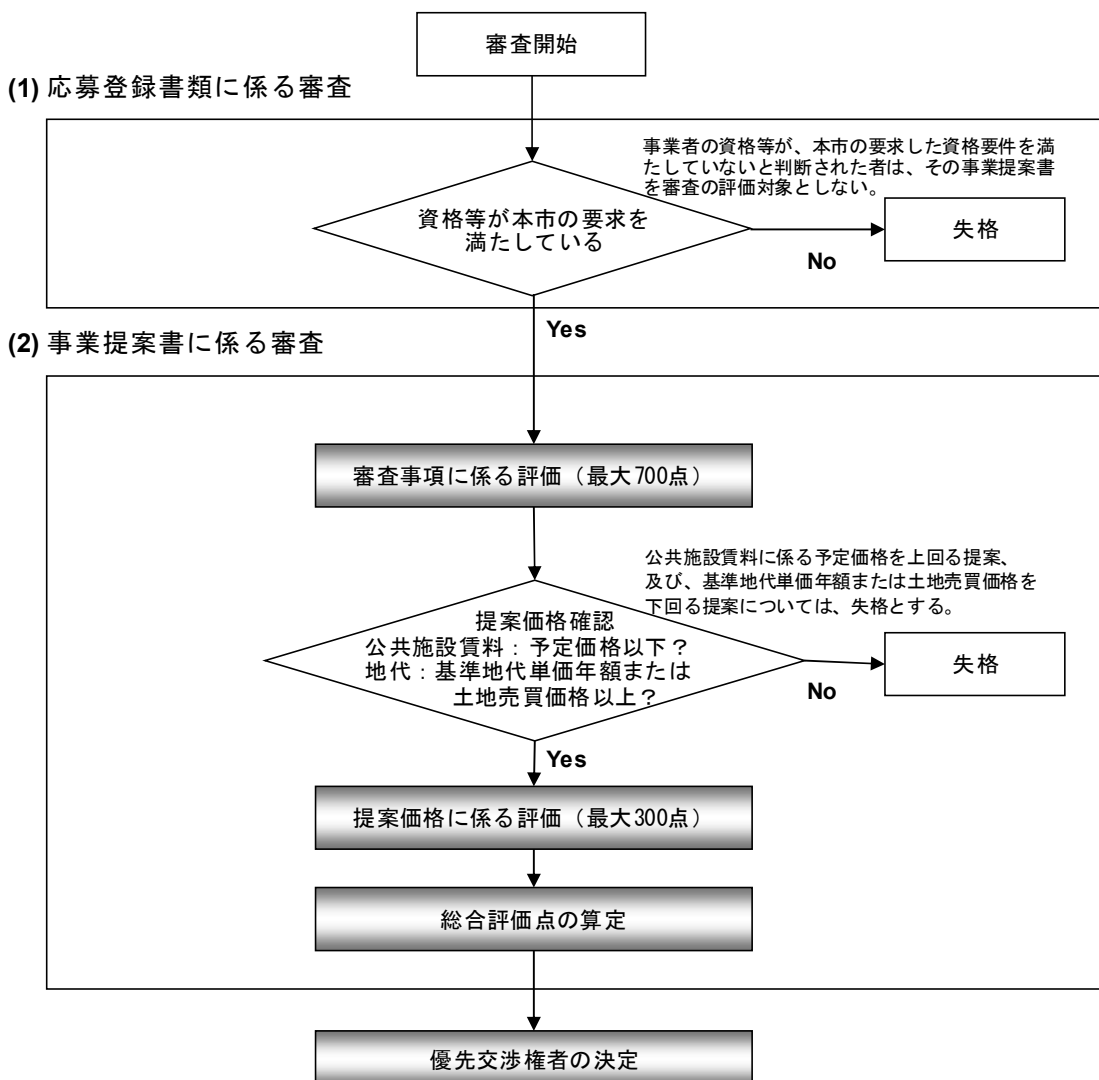 審査開始
(1) 応募登録書類に係る審査
事業者の資格等が、本市の要求した資格要件を満
たしていないと判断された者は、その事業提案書
を審査の評価対象としない。
資格等が本市の要求を
満たしている
失格
No
Yes
(2) 事業提案書に係る審査
審査事項に係る評価（最大700点）
公共施設賃料に係る予定価格を上回る提案、
及び、基準地代単価年額または土地売買価格を
下回る提案については、失格とする。
提案価格確認
公共施設賃料：予定価格以下？
地代：基準地代単価年額または
土地売買価格以上？
失格
No
Yes
提案価格に係る評価（最大300点）
総合評価点の算定
優先交渉権者の決定